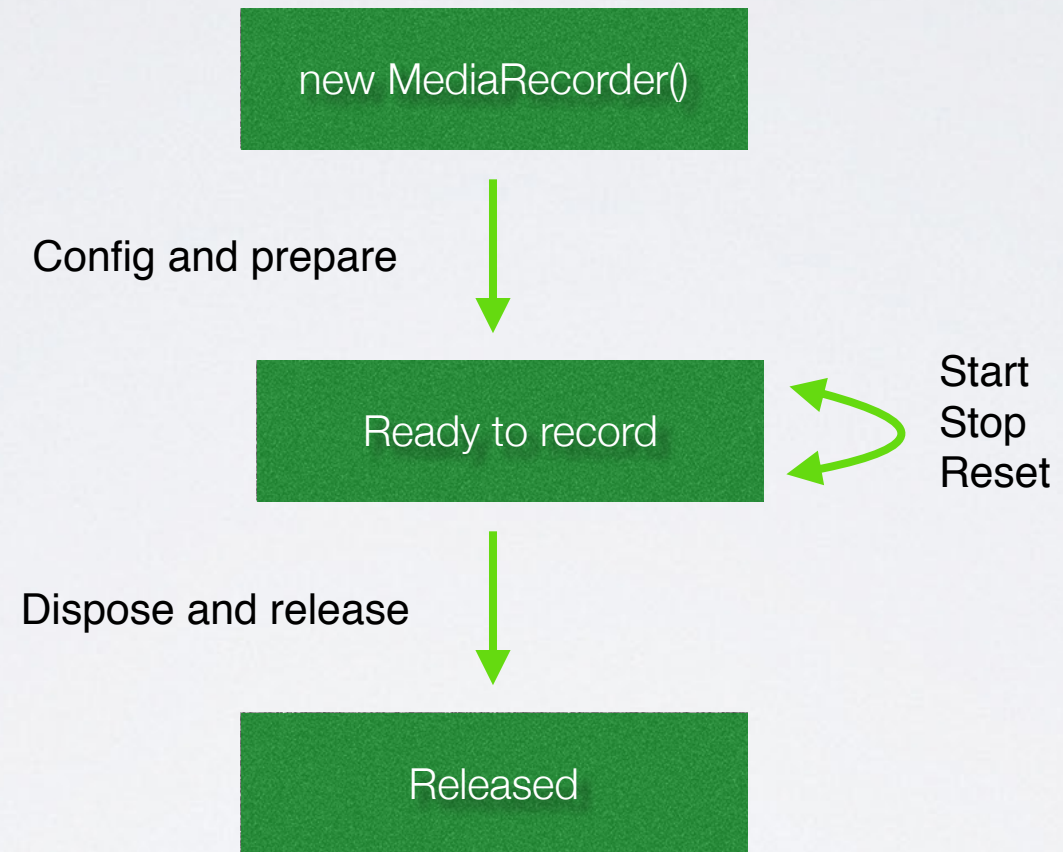 new MediaRecorder()
Config and prepare
Ready to record
Start
Stop
Reset
Dispose and release
Released